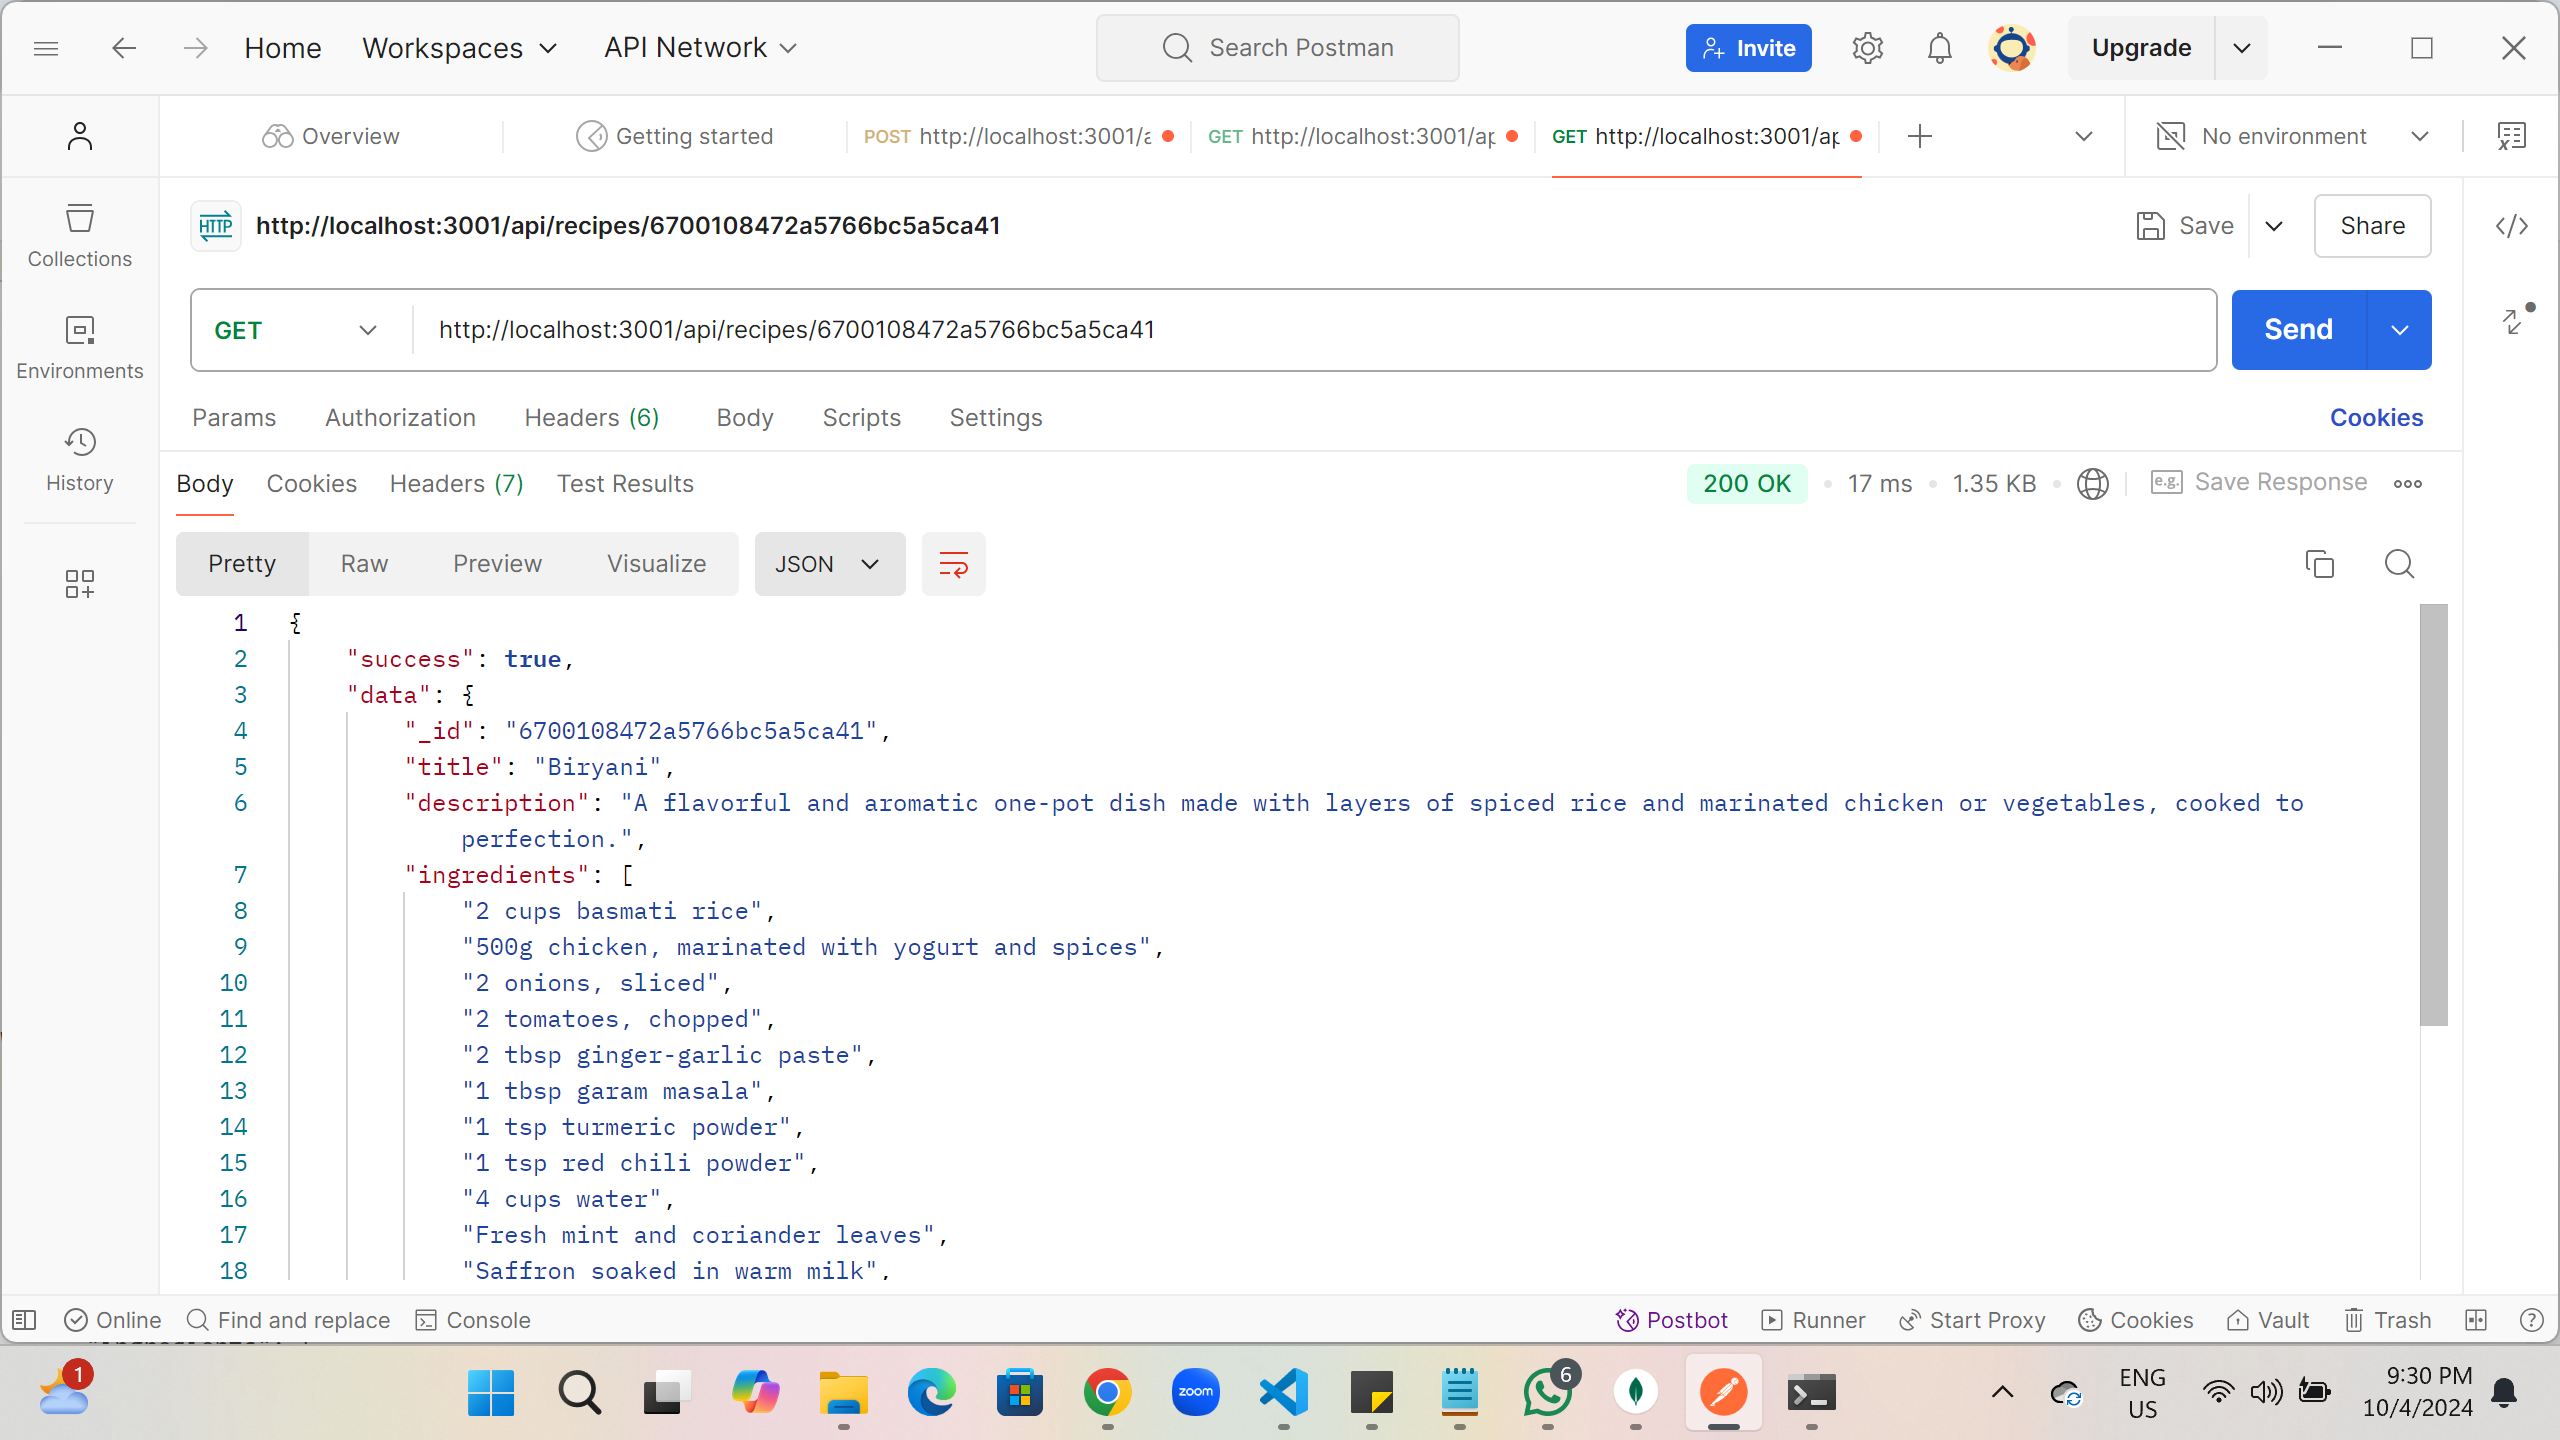 Home Workspaces API Network Search Postman Invite Upgrade
Overview Getting started POST http://localhost:3001/a GET http://localhost:3001/ap GET http://localhost:3001/ap No environment
HTTP http://localhost:3001/api/recipes/6700108472a5766bc5a5ca41 Save Share
Collections
Environments
History
GET http://localhost:3001/api/recipes/6700108472a5766bc5a5ca41 Send
Params Authorization Headers (6) Body Scripts Settings Cookies
Body Cookies Headers (7) Test Results 200 OK 17 ms 1.35 KB e.g. Save Response
Pretty Raw Preview Visualize JSON
1 {
2 "success": true,
3 "data": {
4 "_id": "6700108472a5766bc5a5ca41",
5 "title": "Biryani",
6 "description": "A flavorful and aromatic one-pot dish made with layers of spiced rice and marinated chicken or vegetables, cooked to
perfection.",
7 "ingredients": [
8 "2 cups basmati rice",
9 "500g chicken, marinated with yogurt and spices",
10 "2 onions, sliced",
11 "2 tomatoes, chopped",
12 "2 tbsp ginger-garlic paste",
13 "1 tbsp garam masala",
14 "1 tsp turmeric powder",
15 "1 tsp red chili powder",
16 "4 cups water",
17 "Fresh mint and coriander leaves",
18 "Saffron soaked in warm milk",
Online Find and replace Console Postbot Runner Start Proxy Cookies Vault Trash
1 zoom 6 ENG 9:30 PM
US 10/4/2024